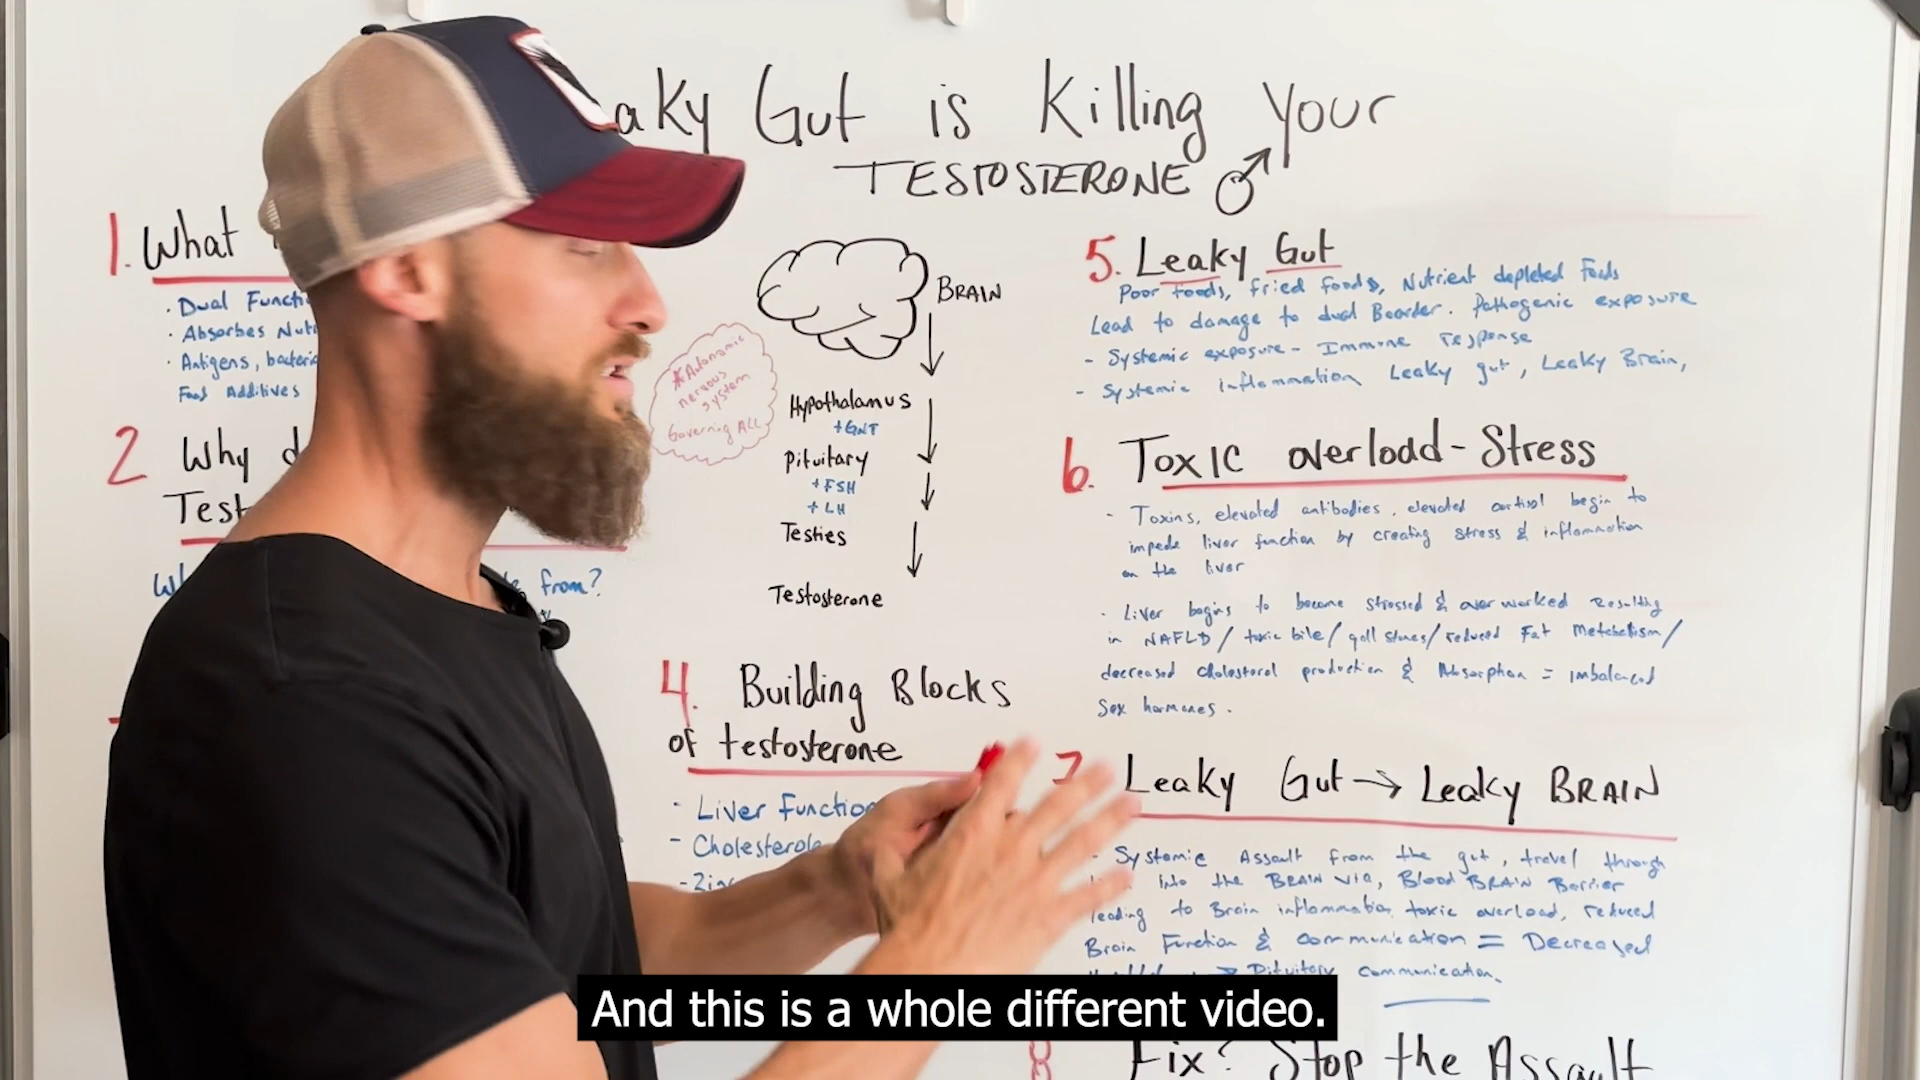 aky Gut is Killing Your
TESTOSTERONE
1. What
· Dual Functi
· Absorbes Nut
· Antigens, bacteria
Food Additives
2 Why d
Test
from?
BRAIN
*Autonomic
nervous
system
Governing ALL
Hypothalamus
+GNT
Pituitary
+FSH
+LH
Testies
Testosterone
4. Building Blocks
of testosterone
- Liver Function
- Cholesterole
- Zinc
5. Leaky Gut
Poor foods, fried foods, Nutrient depleted foods
Lead to damage to dual Boarder. Pathogenic exposure
- Systemic exposure - Immune response
- Systemic inflammation Leaky gut, Leaky Brain,
6. Toxic overload - Stress
- Toxins, elevated antibodies, elevated cortisol begin to
impede liver function by creating stress & inflammation
on the liver
· Liver begins to become stressed & over worked resulting
in NAFLD / toxic bile / gall stones / reduced Fat Metabolism /
decreased cholesterol production & Absorption = imbalanced
Sex hormones.
7 Leaky Gut → Leaky BRAIN
- Systemic Assault from the gut, travel through
into the BRAIN via, Blood BRAIN Barrier
leading to Brain inflammation, toxic overload, reduced
Brain Function & communication = Decreased
Pituitary communication.
Fix? Stop the Assault
And this is a whole different video.